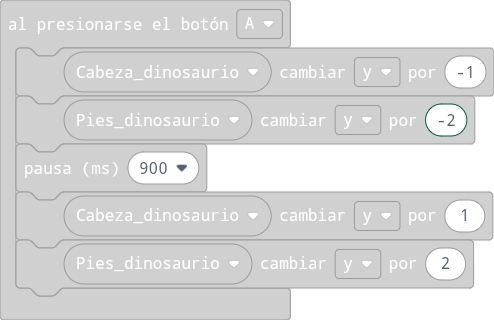 al presionarse el botón A
Cabeza_dinosaurio cambiar y por -1
Pies_dinosaurio cambiar y por -2
pausa (ms) 900
Cabeza_dinosaurio cambiar y por 1
Pies_dinosaurio cambiar y por 2